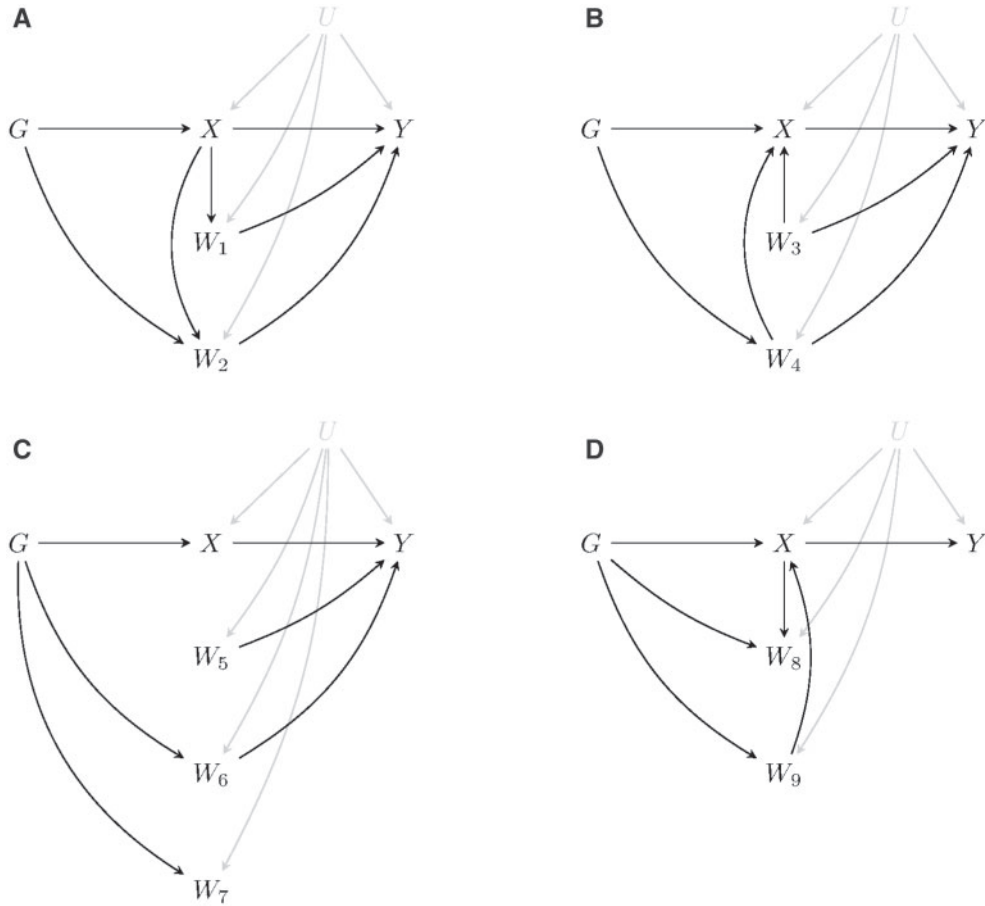 A U B U
G X Y G X Y
W₁ W₃
W₂ W₄
C U D U
G X Y G X Y
W₅ W₈
W₆ W₉
W₇